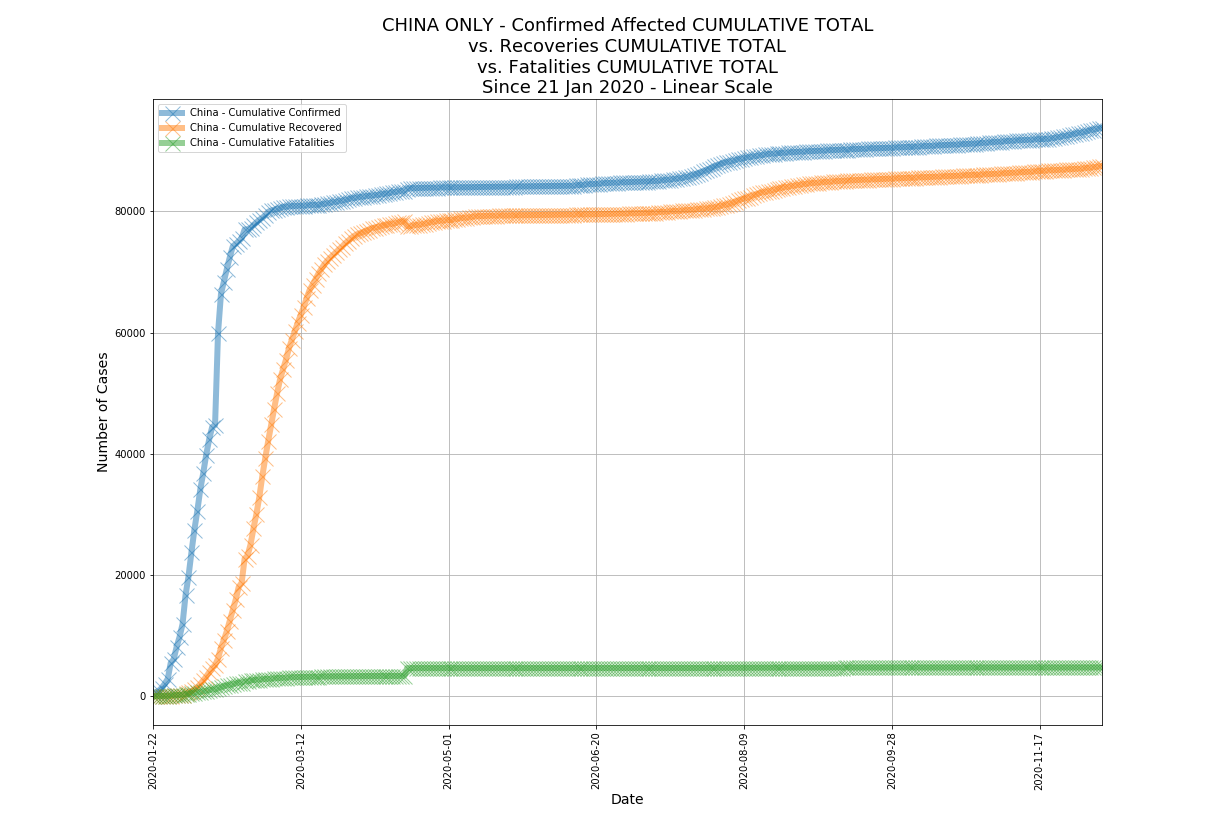 CHINA ONLY - Confirmed Affected CUMULATIVE TOTAL
vs. Recoveries CUMULATIVE TOTAL
vs. Fatalities CUMULATIVE TOTAL
Since 21 Jan 2020 - Linear Scale
China - Cumulative Confirmed
China - Cumulative Recovered
China - Cumulative Fatalities
Number of Cases
80000
60000
40000
20000
0
2020-01-22
2020-03-12
2020-05-01
2020-06-20
2020-08-09
2020-09-28
2020-11-17
Date